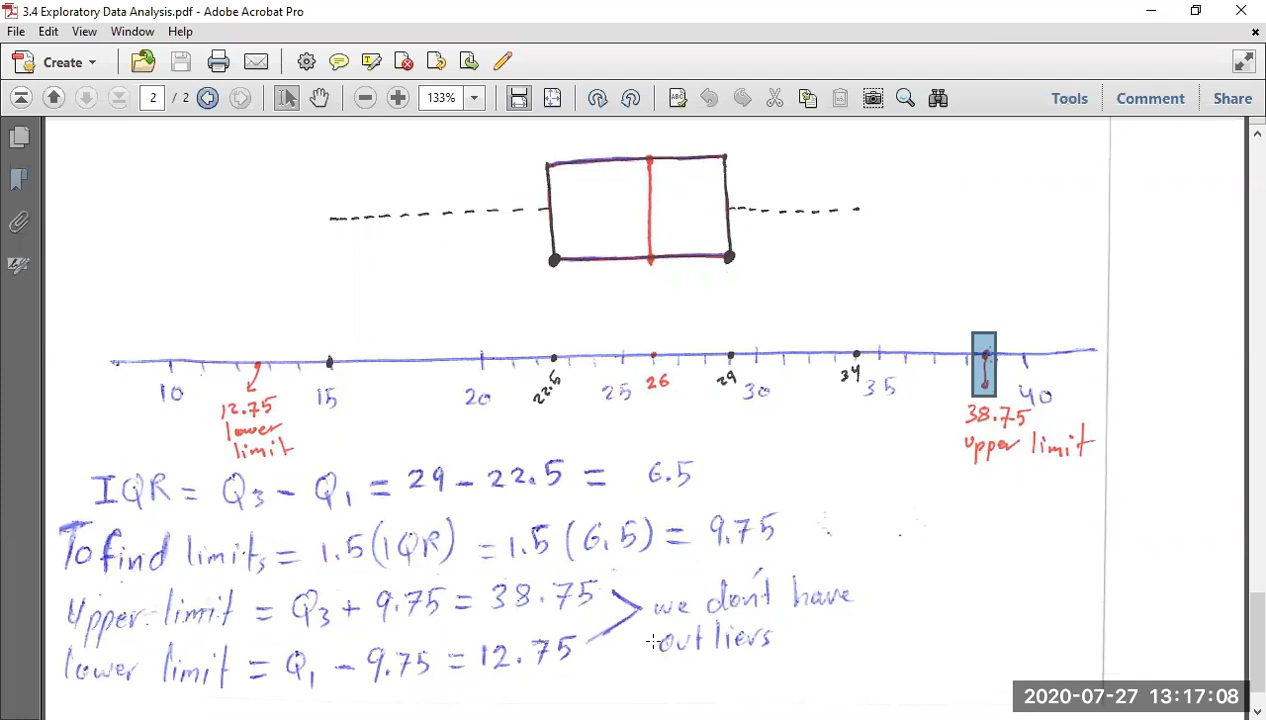 3.4 Exploratory Data Analysis.pdf - Adobe Acrobat Pro
File Edit View Window Help
Create
2 / 2 133% Tools Comment Share
10 15 20 22.5 25 26 29 30 34 35 40
12.75 lower limit
38.75 upper limit
IQR = Q3 - Q1 = 29 - 22.5 = 6.5
To find limits = 1.5(IQR) = 1.5(6.5) = 9.75
Upper limit = Q3 + 9.75 = 38.75
lower limit = Q1 - 9.75 = 12.75
we don't have
outliers
2020-07-27 13:17:08